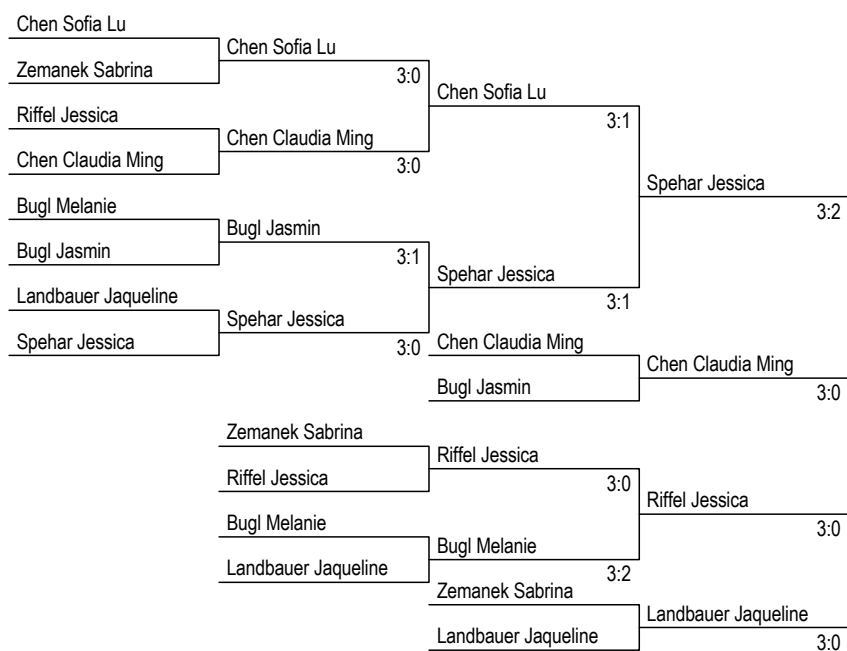 Chen Sofia Lu
Chen Sofia Lu
Zemanek Sabrina
3:0
Chen Sofia Lu
Riffel Jessica
3:1
Chen Claudia Ming
Chen Claudia Ming
3:0
Spehar Jessica
3:2
Bugl Melanie
Bugl Jasmin
Bugl Jasmin
3:1
Spehar Jessica
Landbauer Jaqueline
3:1
Spehar Jessica
Spehar Jessica
3:0
Chen Claudia Ming
Chen Claudia Ming
Bugl Jasmin
3:0
Zemanek Sabrina
Riffel Jessica
Riffel Jessica
3:0
Riffel Jessica
3:0
Bugl Melanie
Bugl Melanie
Landbauer Jaqueline
3:2
Zemanek Sabrina
Landbauer Jaqueline
Landbauer Jaqueline
3:0